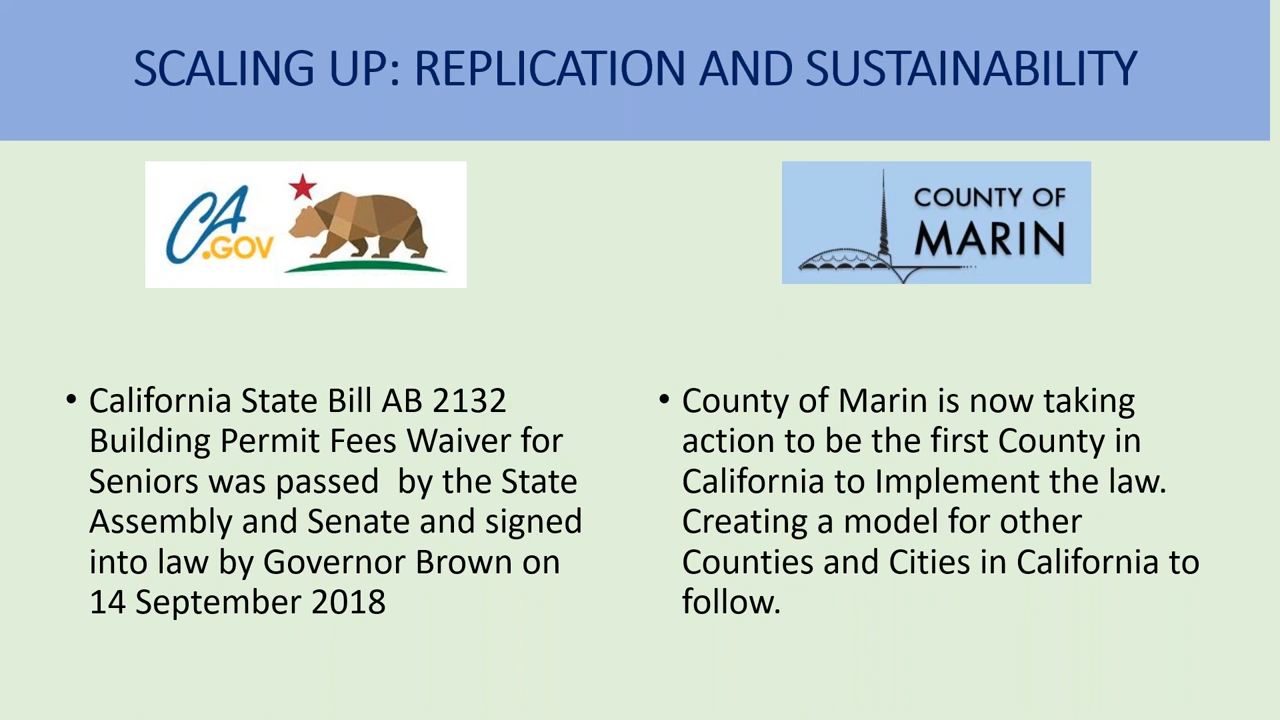 SCALING UP: REPLICATION AND SUSTAINABILITY
CA
.GOV
COUNTY OF
MARIN
• California State Bill AB 2132
Building Permit Fees Waiver for
Seniors was passed  by the State
Assembly and Senate and signed
into law by Governor Brown on
14 September 2018
• County of Marin is now taking
action to be the first County in
California to Implement the law.
Creating a model for other
Counties and Cities in California to
follow.